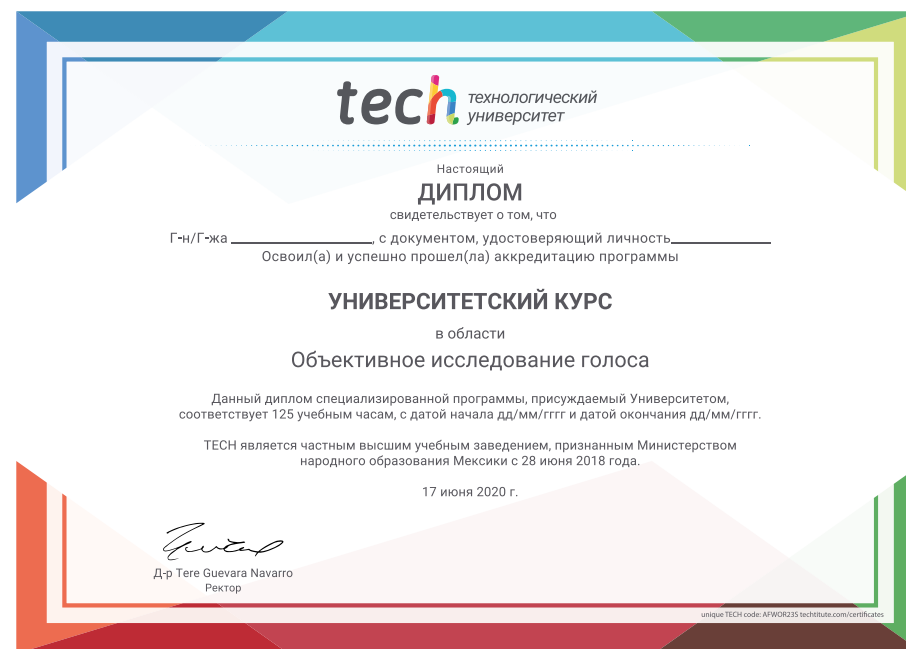 tech технологический
университет
Настоящий
ДИПЛОМ
свидетельствует о том, что
Г-н/Г-жа ________________, с документом, удостоверяющий личность____________
Освоил(а) и успешно прошел(ла) аккредитацию программы
УНИВЕРСИТЕТСКИЙ КУРС
в области
Объективное исследование голоса
Данный диплом специализированной программы, присуждаемый Университетом,
соответствует 125 учебным часам, с датой начала дд/мм/гггг и датой окончания дд/мм/гггг.
TECH является частным высшим учебным заведением, признанным Министерством
народного образования Мексики с 28 июня 2018 года.
17 июня 2020 г.
Д-р Tere Guevara Navarro
Ректор
unique TECH code: AFWOR23S techtitute.com/certificates